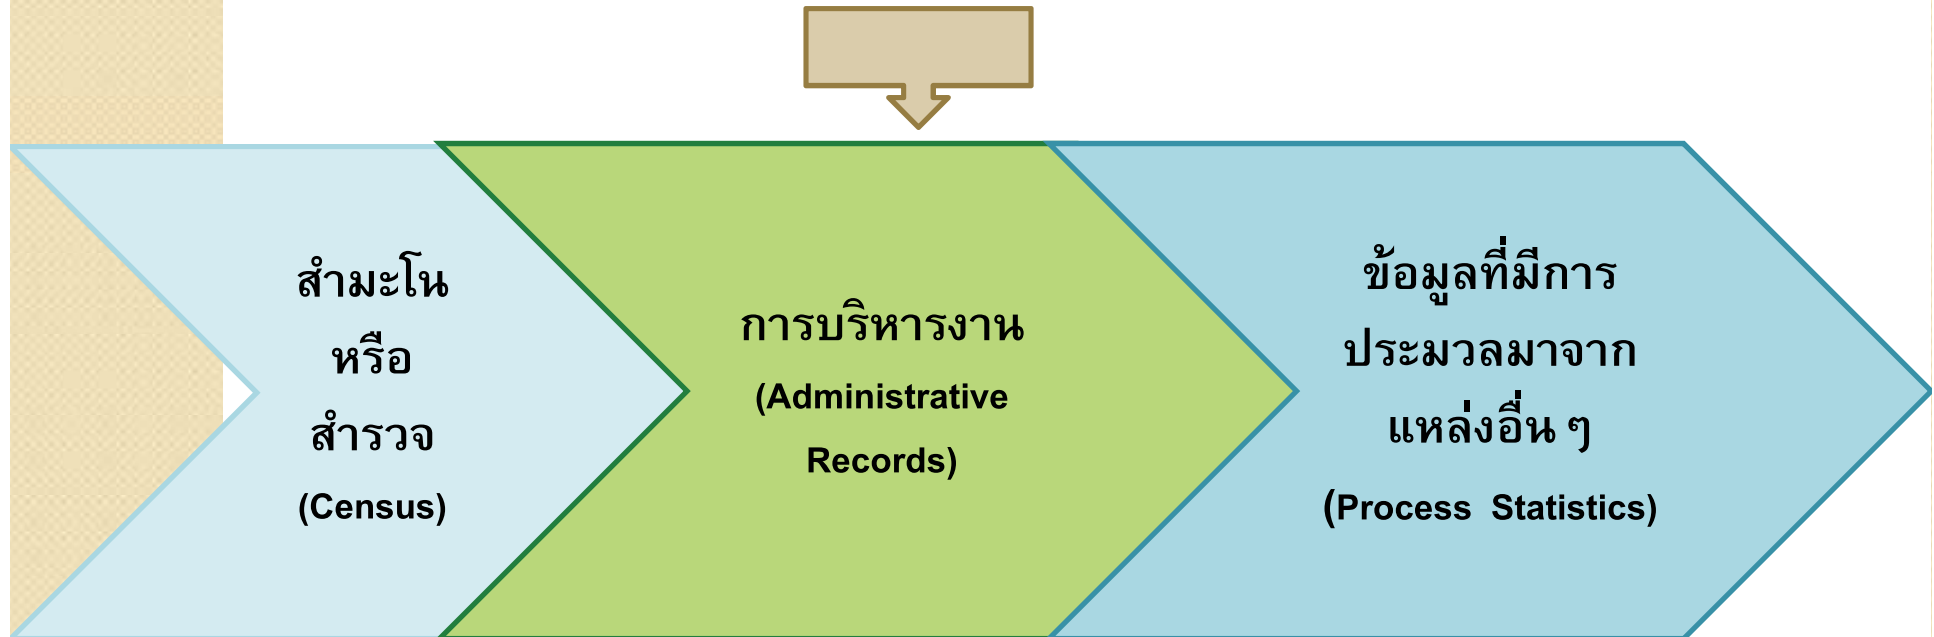 สำมะโน
หรือ
สำรวจ
(Census)
การบริหารงาน
(Administrative
Records)
ข้อมูลที่มีการ
ประมวลมาจาก
แหล่งอื่น ๆ
(Process Statistics)